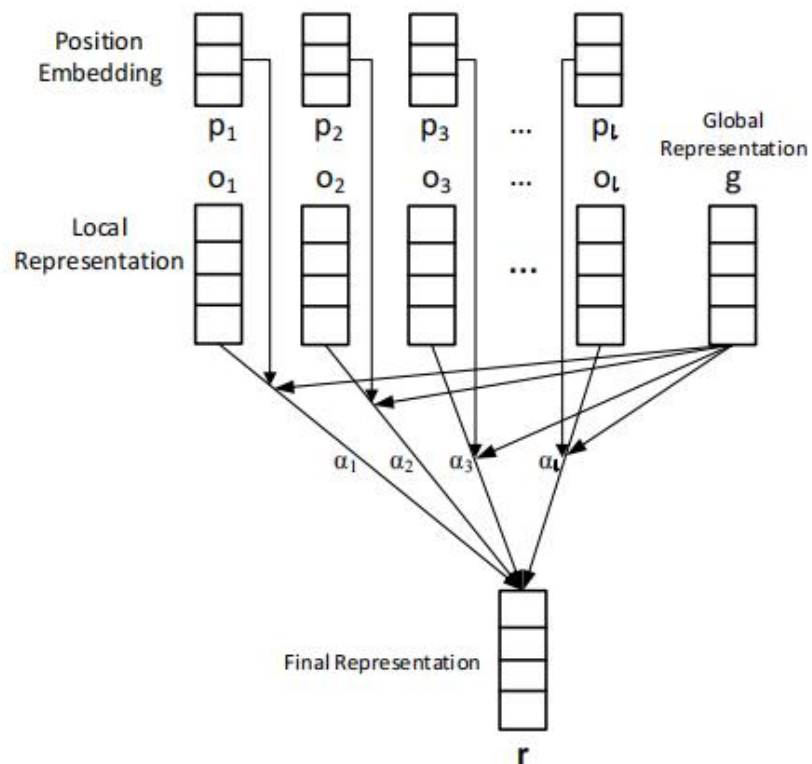 Position
Embedding
p₁ p₂ p₃ ... pₗ
Global
Representation
o₁ o₂ o₃ ... oₗ g
Local
Representation
...
α₁ α₂ α₃ αₗ
Final Representation
r